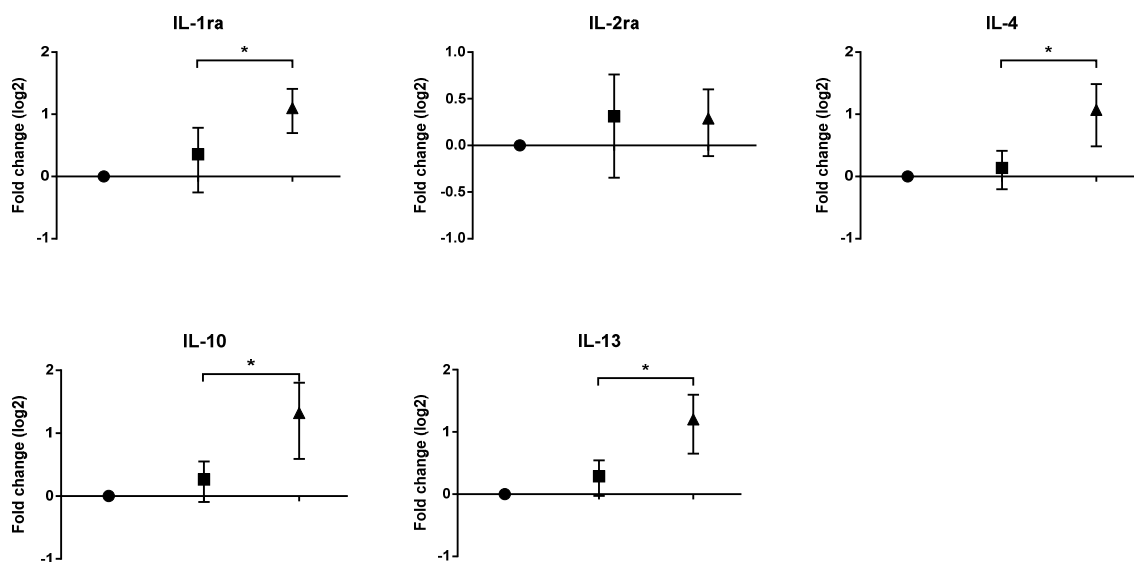 IL-1ra
Fold change (log2)
2
1
0
-1
*
IL-2ra
Fold change (log2)
1.0
0.5
0.0
-0.5
-1.0
IL-4
Fold change (log2)
2
1
0
-1
*
IL-10
Fold change (log2)
2
1
0
-1
*
IL-13
Fold change (log2)
2
1
0
-1
*